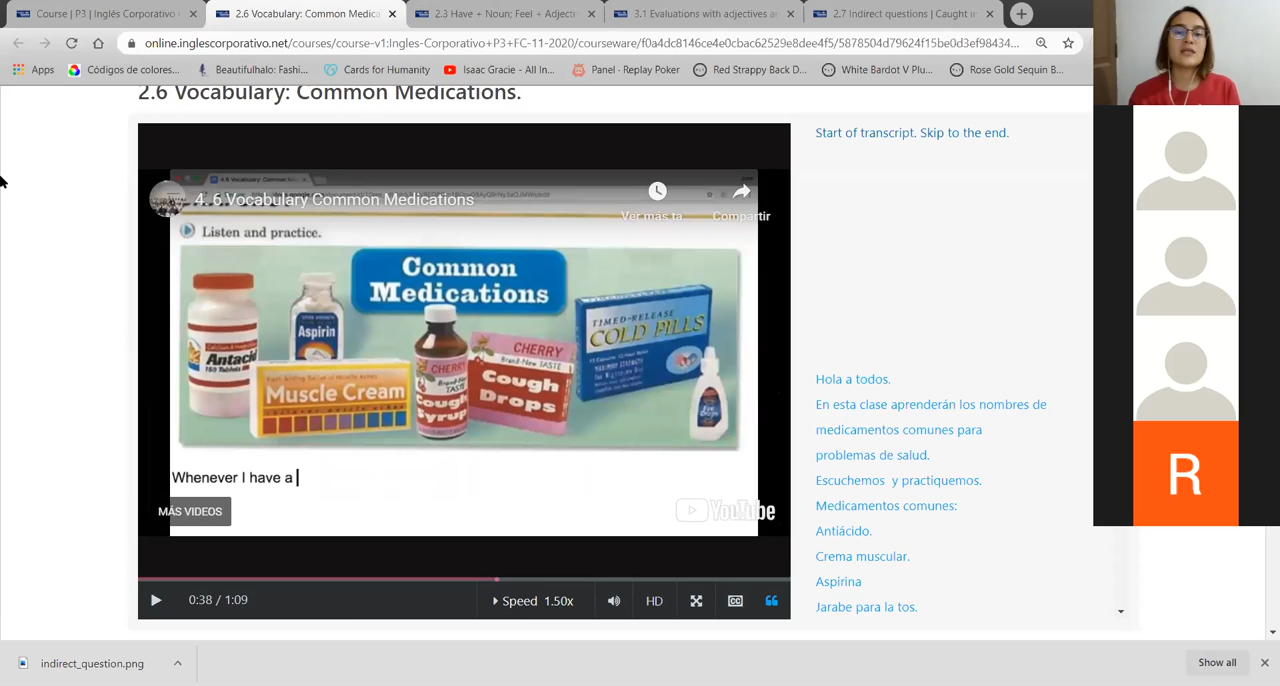 Course | P3 | Inglés Corporativo
2.6 Vocabulary: Common Medica
2.3 Have + Noun; Feel + Adjecti
3.1 Evaluations with adjectives a
2.7 Indirect questions | Caught in
online.inglescorporativo.net/courses/course-v1:Ingles-Corporativo+P3+FC-11-2020/courseware/f0a4dc8146ce4e0cbac62529e8dee4f5/5878504d79624f15be0d3ef98434...
Apps
Códigos de colores...
Beautifulhalo: Fashi...
Cards for Humanity
Isaac Gracie - All In...
Panel · Replay Poker
Red Strappy Back D...
White Bardot V Plu...
Rose Gold Sequin B...
2.6 Vocabulary: Common Medications.
4. 6 Vocabulary Common Medications
Ver más ta...
Compartir
Listen and practice.
Common
Medications
Antacid
Aspirin
Muscle Cream
CHERRY
Cough
Syrup
CHERRY
Brand-New TASTE
Cough
Drops
TIMED-RELEASE
COLD PILLS
Whenever I have a
MÁS VIDEOS
YouTube
0:38 / 1:09
Speed 1.50x
HD
CC
Start of transcript. Skip to the end.
Hola a todos.
En esta clase aprenderán los nombres de
medicamentos comunes para
problemas de salud.
Escuchemos y practiquemos.
Medicamentos comunes:
Antiácido.
Crema muscular.
Aspirina
Jarabe para la tos.
R
indirect_question.png
Show all